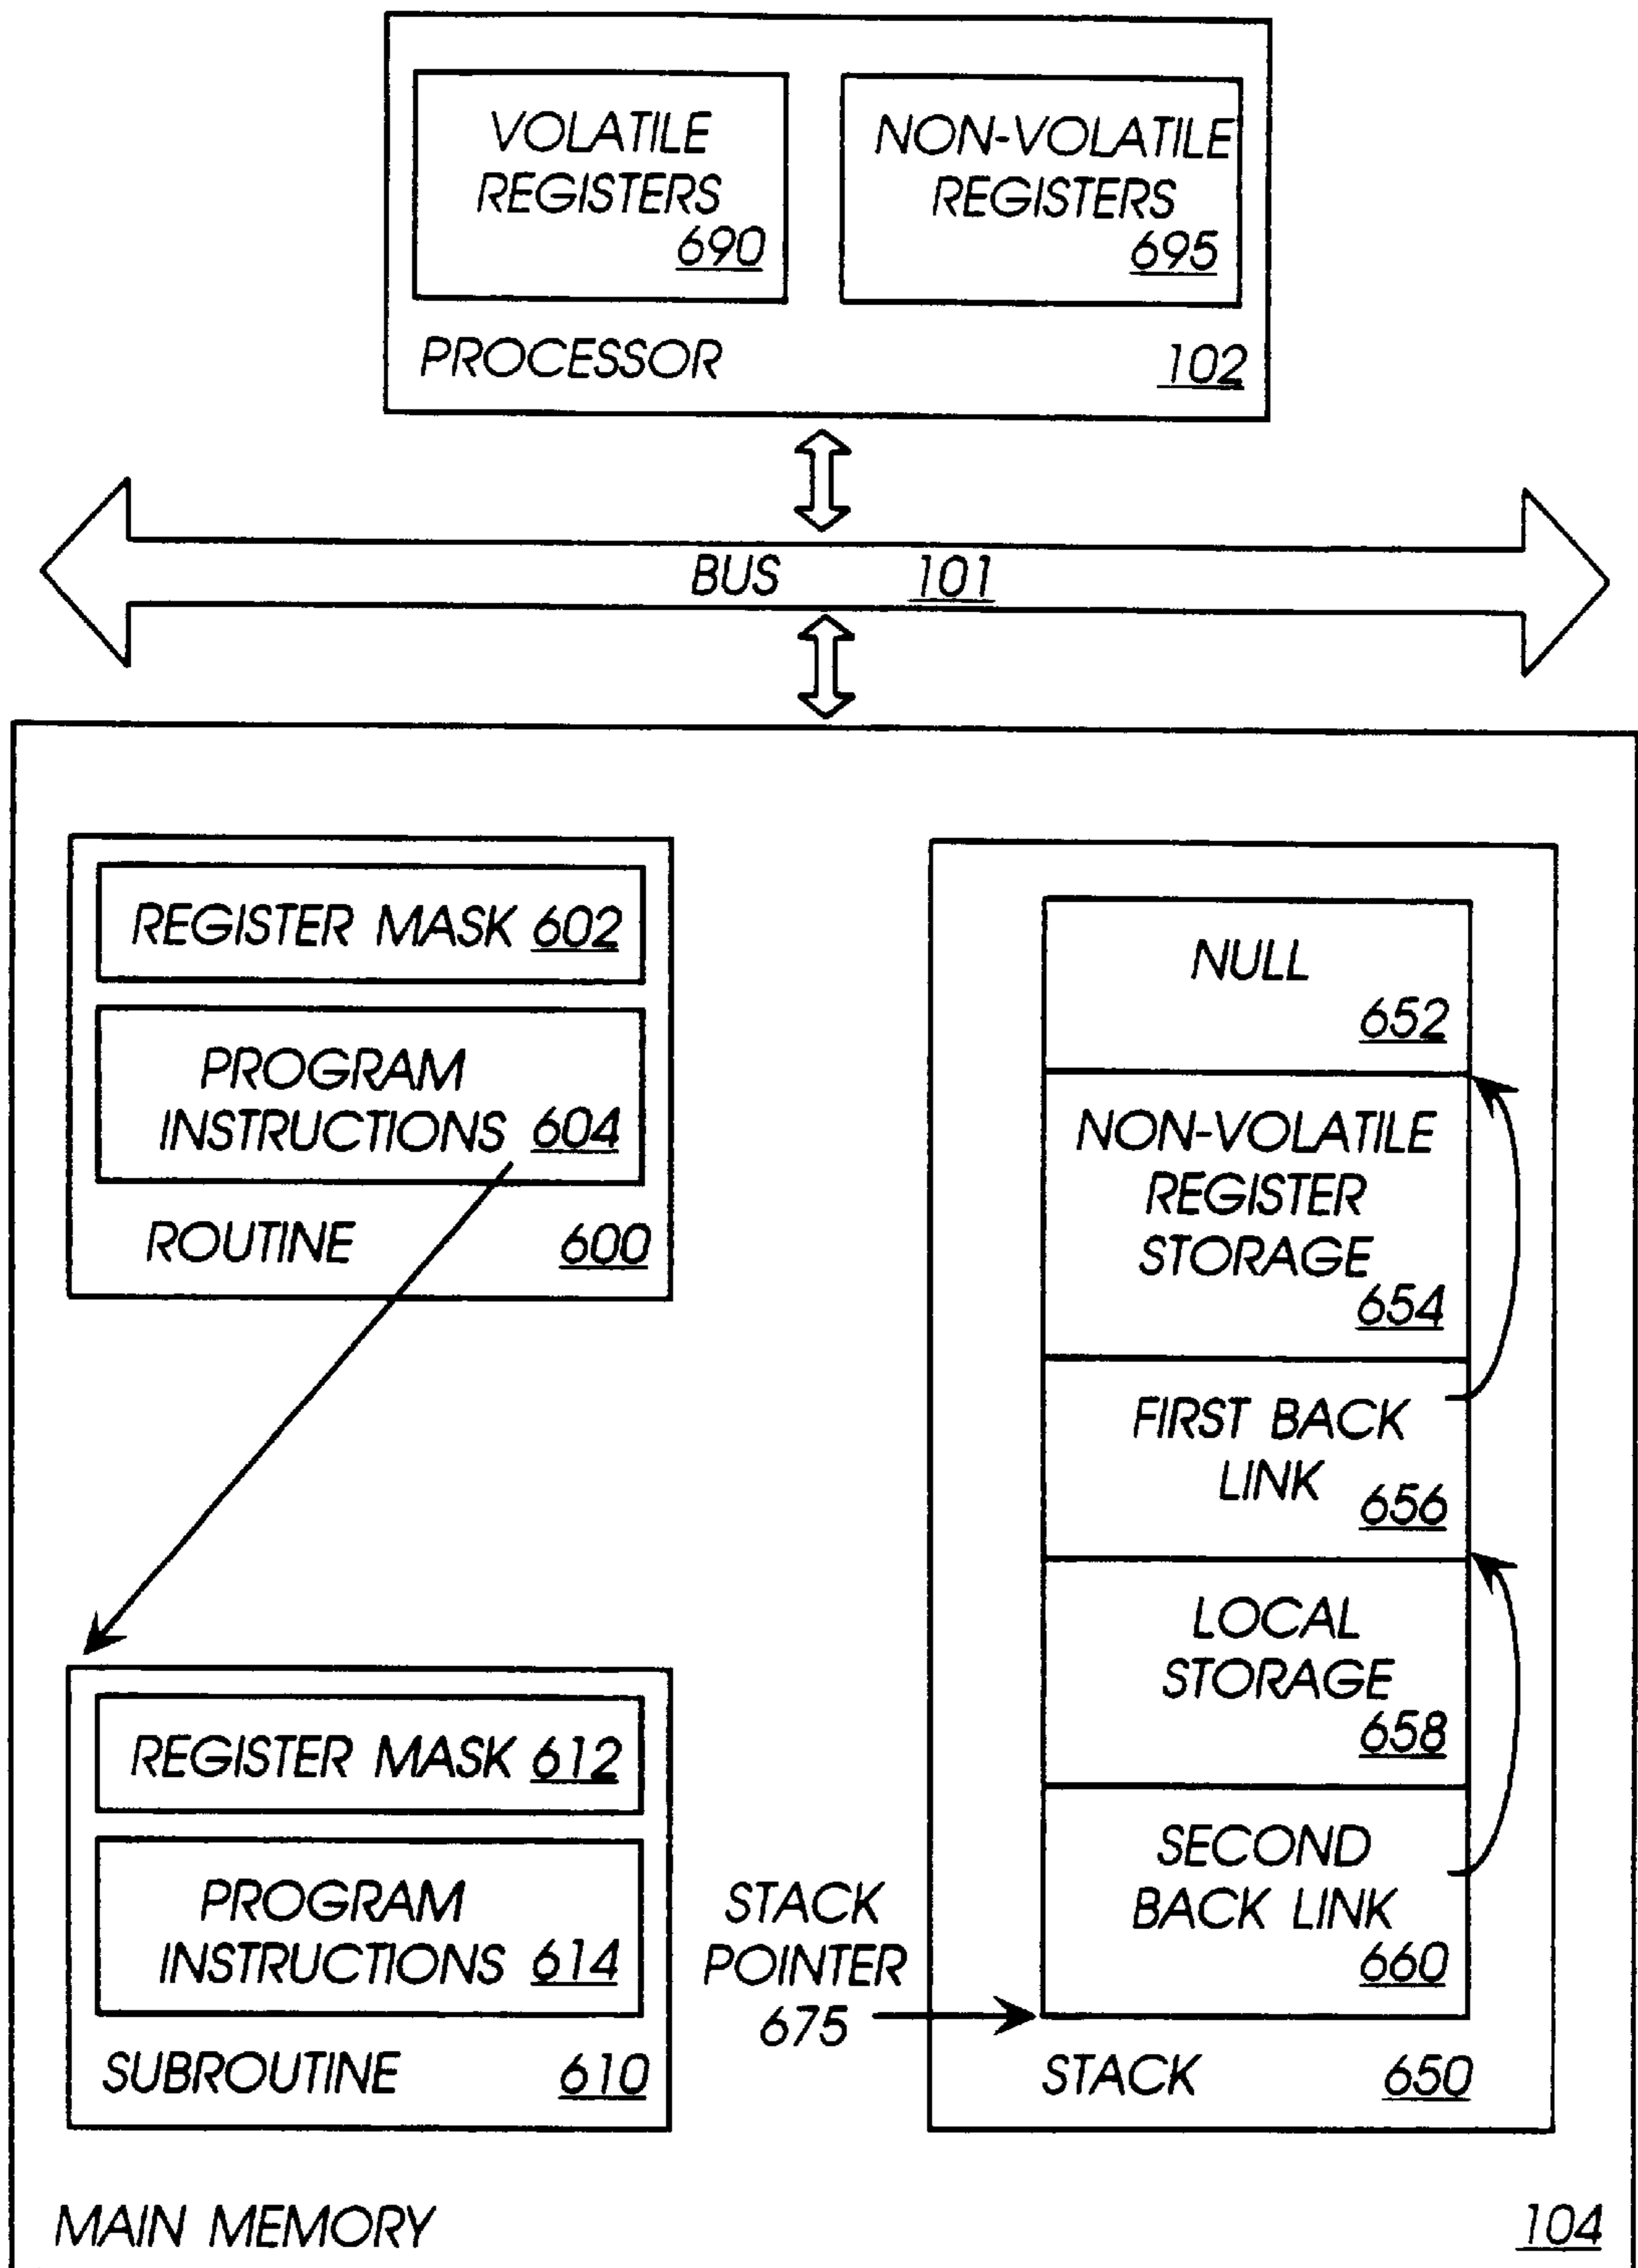 VOLATILE
REGISTERS
690
NON-VOLATILE
REGISTERS
695
PROCESSOR 102
BUS 101
REGISTER MASK 602
PROGRAM
INSTRUCTIONS 604
ROUTINE 600
REGISTER MASK 612
PROGRAM
INSTRUCTIONS 614
SUBROUTINE 610
NULL
652
NON-VOLATILE
REGISTER
STORAGE
654
FIRST BACK
LINK 656
LOCAL
STORAGE
658
SECOND
BACK LINK
660
STACK
POINTER
675
STACK 650
MAIN MEMORY 104